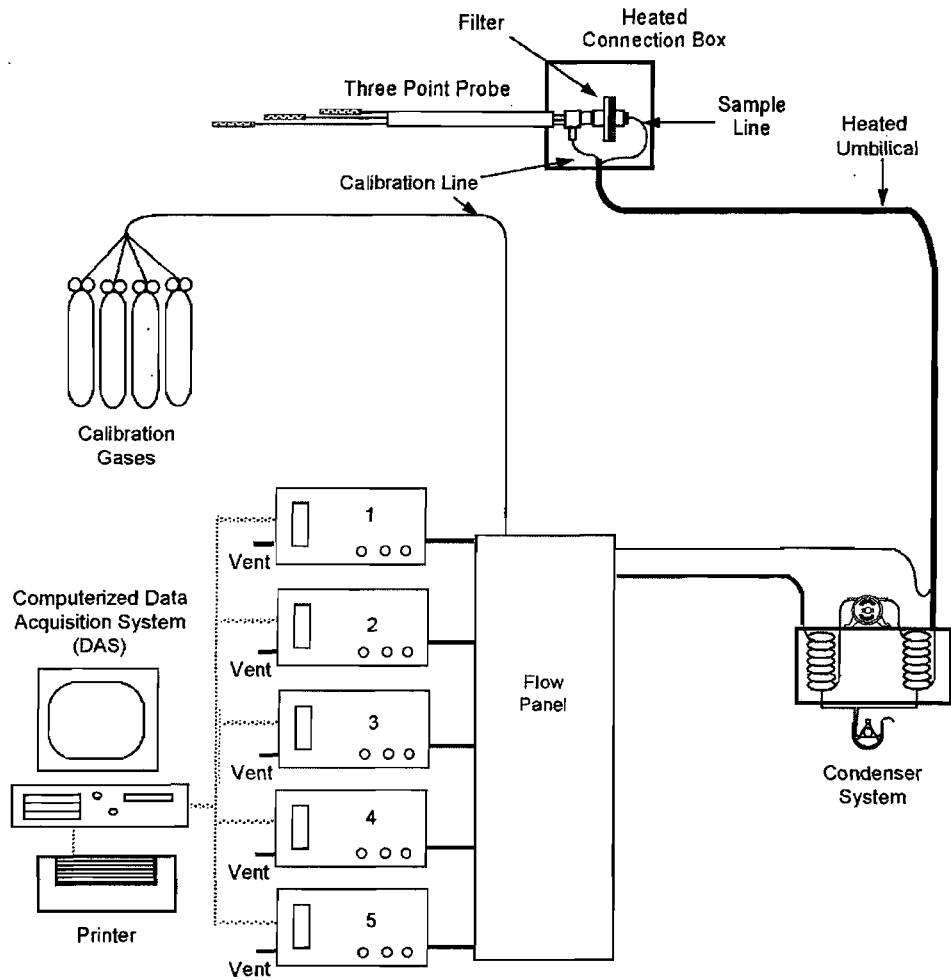 Filter
Heated
Connection Box
Three Point Probe
Sample
Line
Heated
Umbilical
Calibration Line
Calibration
Gases
1
Vent
2
Vent
3
Vent
4
Vent
5
Vent
Computerized Data
Acquisition System
(DAS)
Printer
Flow
Panel
Condenser
System